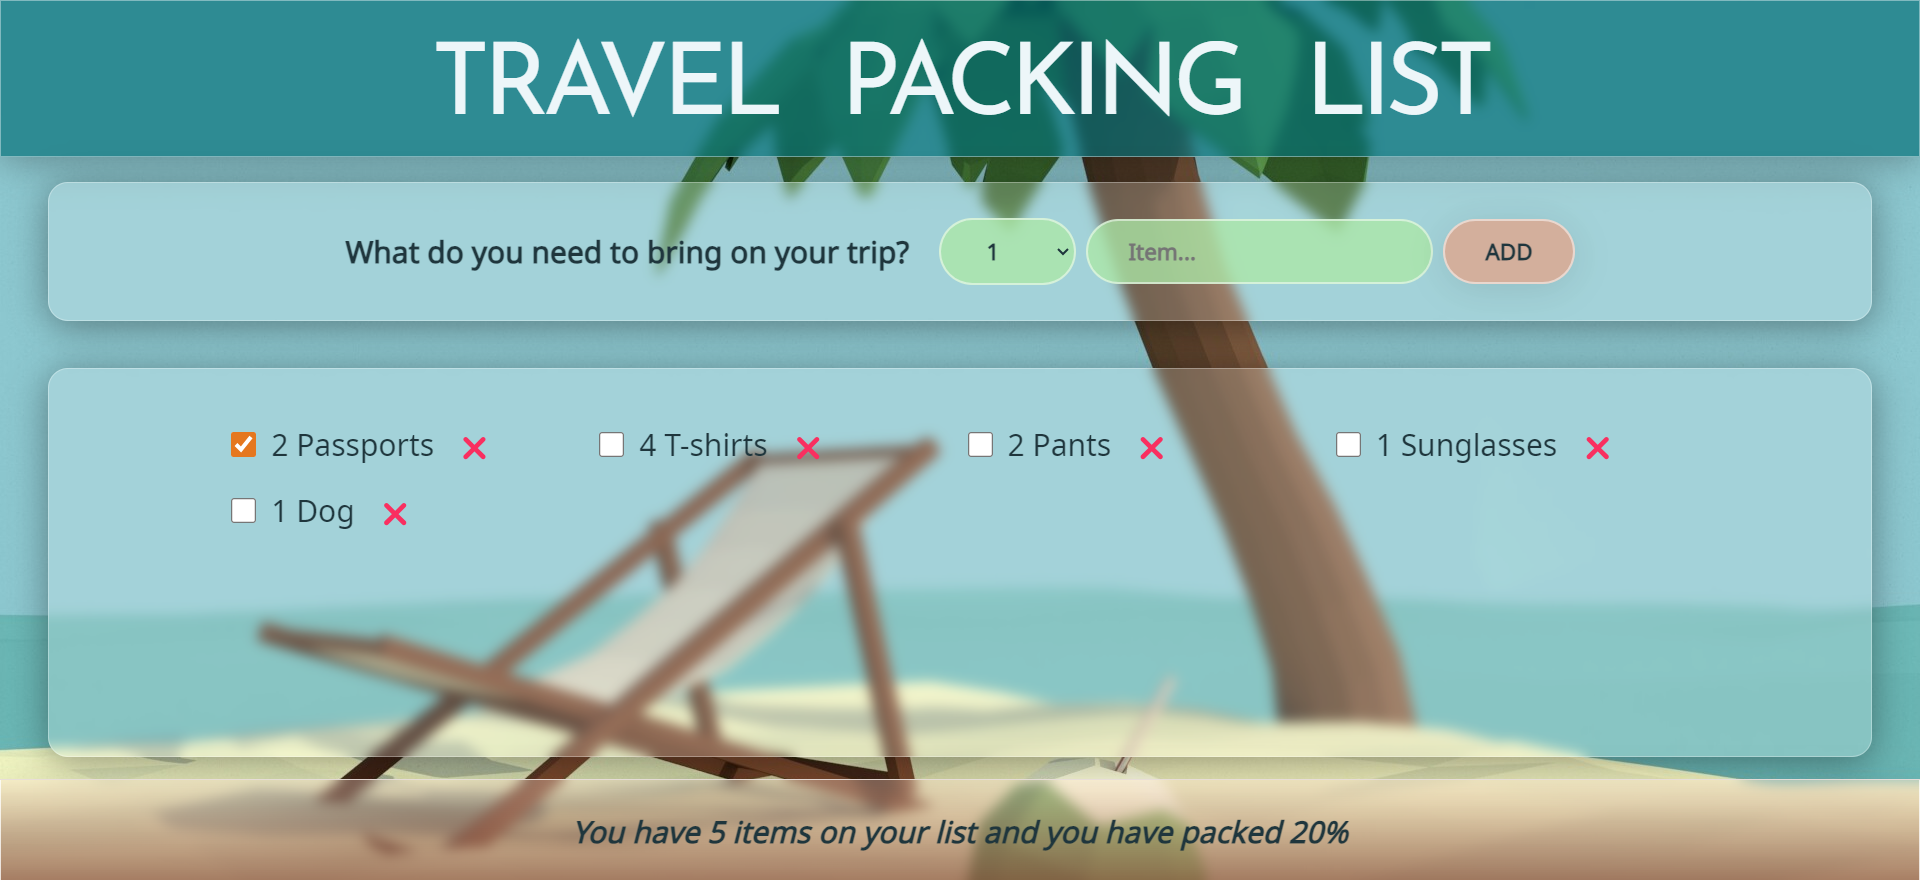 TRAVEL PACKING LIST
What do you need to bring on your trip? 1 Item... ADD
2 Passports 4 T-shirts 2 Pants 1 Sunglasses
1 Dog
You have 5 items on your list and you have packed 20%